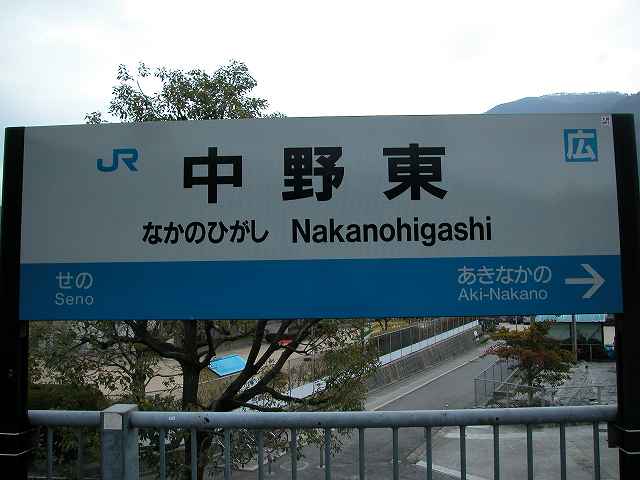 JR 中野東 広
なかのひがし Nakanohigashi
せの あきなかの →
Seno Aki-Nakano